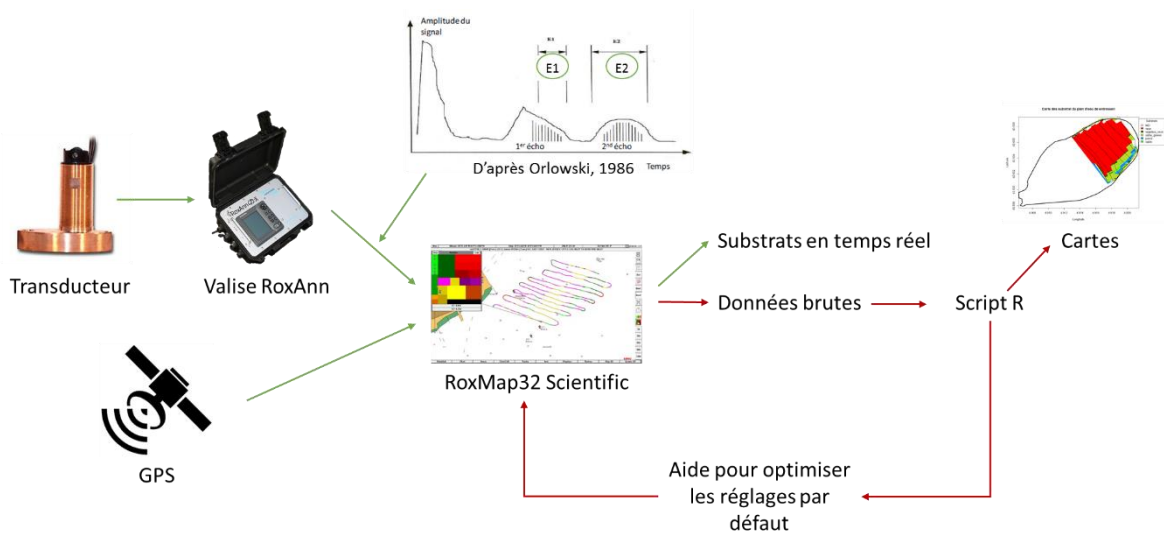 Amplitude du
signal
E1
E2
1er écho
2nd écho
Temps
D'après Orlowski, 1986
Transducteur
Valise RoxAnn
RoxMap32 Scientific
GPS
Substrats en temps réel
Données brutes
Script R
Cartes
Aide pour optimiser
les réglages par
défaut